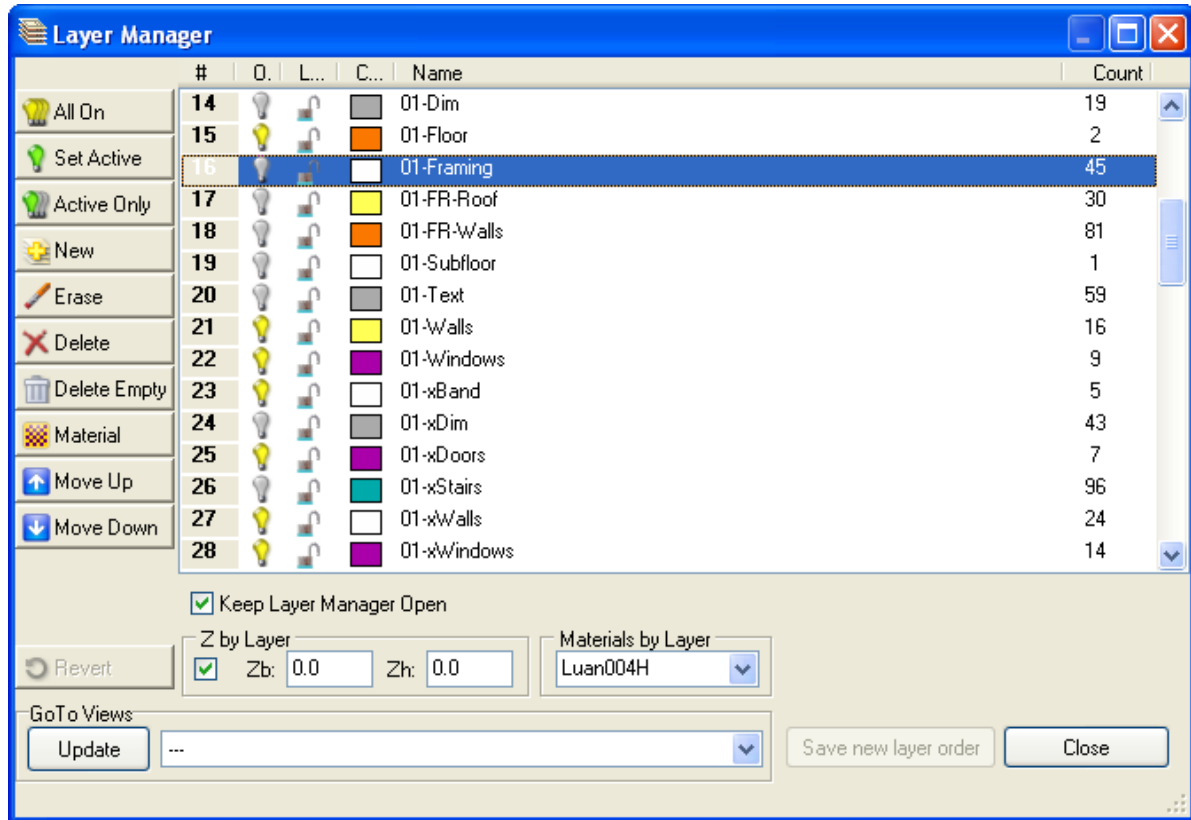 Layer Manager
# O. L... C... Name Count
All On
Set Active
Active Only
New
Erase
Delete
Delete Empty
Material
Move Up
Move Down
14 01-Dim 19
15 01-Floor 2
16 01-Framing 45
17 01-FR-Roof 30
18 01-FR-Walls 81
19 01-Subfloor 1
20 01-Text 59
21 01-Walls 16
22 01-Windows 9
23 01-xBand 5
24 01-xDim 43
25 01-xDoors 7
26 01-xStairs 96
27 01-xWalls 24
28 01-xWindows 14
Keep Layer Manager Open
Revert
Z by Layer
Zb: 0.0 Zh: 0.0
Materials by Layer
Luan004H
GoTo Views
Update ---
Save new layer order
Close